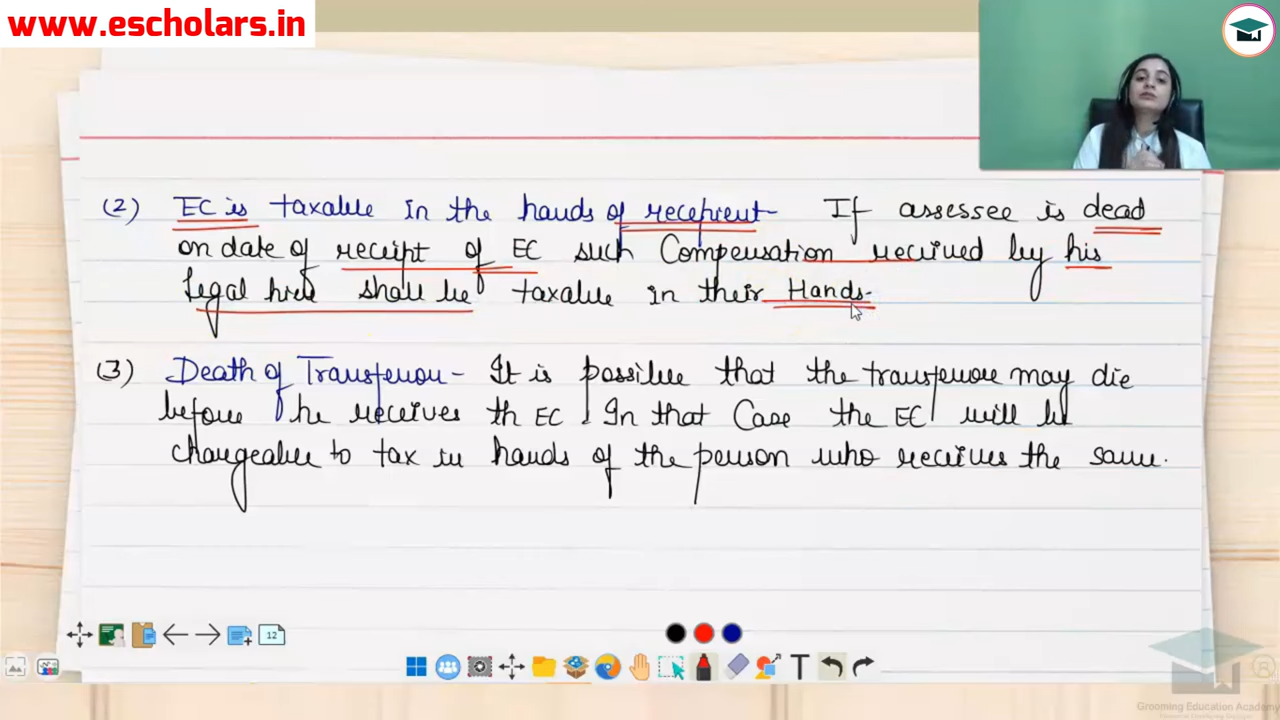 www.escholars.in
(2) EC is taxable in the hands of recepient- If assessee is dead
on date of receipt of EC such Compensation received by his
legal hire shall be taxable in their Hands-
(3) Death of Transferor - It is possible that the transferor may die
before he receives th EC. In that Case the EC will be
chargeable to tax in hands of the person who receives the same.
12
T
Grooming Education Academy